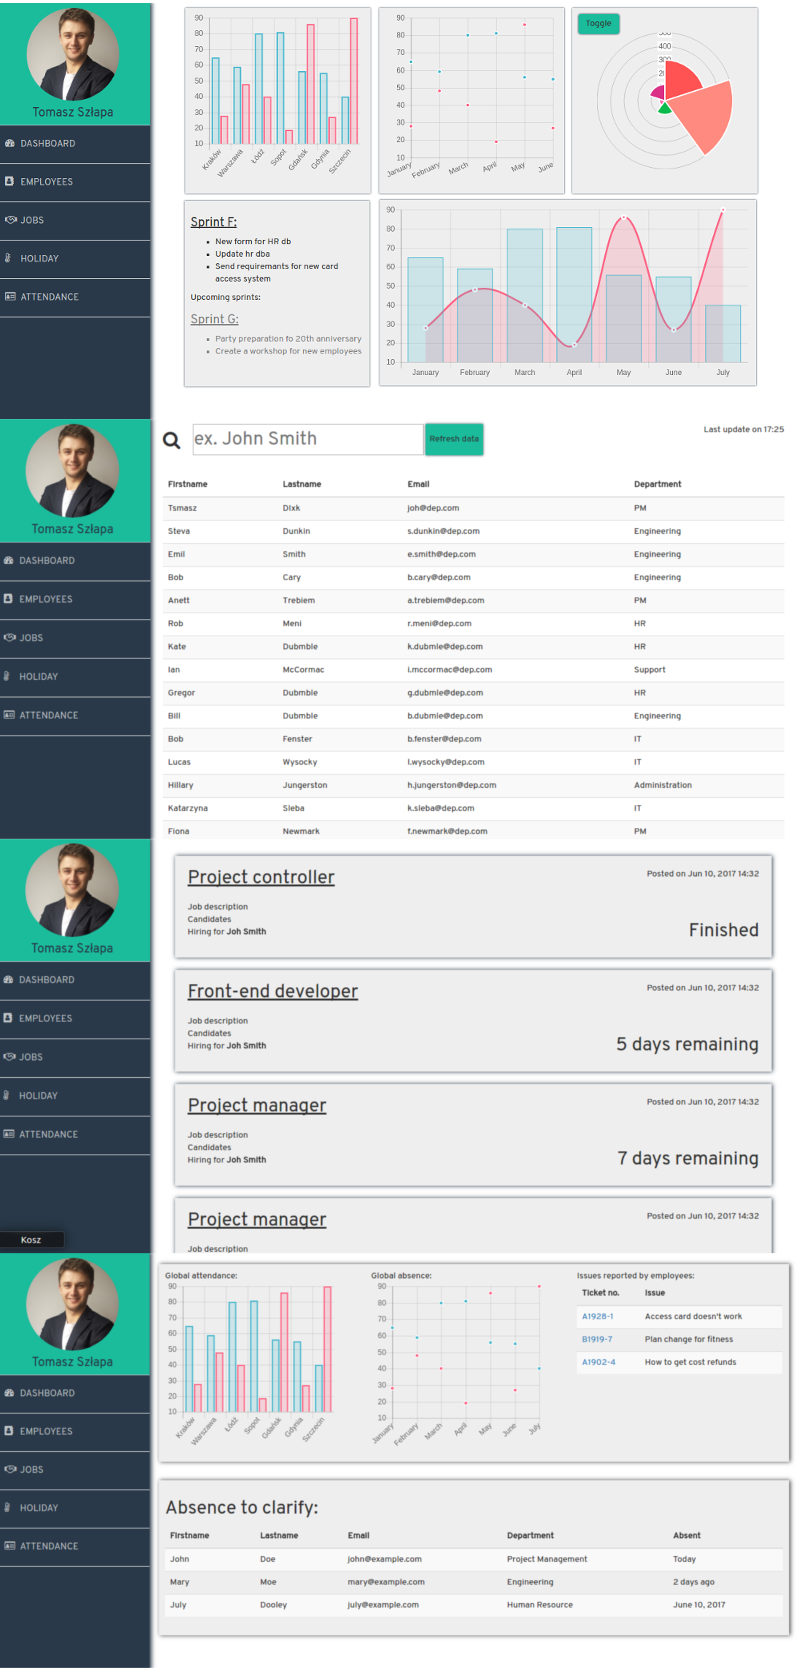 Tomasz Szłapa
DASHBOARD
EMPLOYEES
JOBS
HOLIDAY
ATTENDANCE
90
80
70
60
50
40
30
20
10
Kraków
Warszawa
Łódź
Sopot
Gdańsk
Gdynia
Szczecin
90
80
70
60
50
40
30
20
10
January
February
March
April
May
June
Toggle
400
300
Sprint F:
New form for HR db
Update hr dba
Send requiremants for new card
access system
Upcoming sprints:
Sprint G:
Party preparation fo 20th anniversary
Create a workshop for new employees
90
80
70
60
50
40
30
20
10
January February March April May June July
Tomasz Szłapa
DASHBOARD
EMPLOYEES
JOBS
HOLIDAY
ATTENDANCE
ex. John Smith
Refresh data
Last update on 17:25
Firstname Lastname Email Department
Tsmasz Dixk joh@dep.com PM
Steva Dunkin s.dunkin@dep.com Engineering
Emil Smith e.smith@dep.com Engineering
Bob Cary b.cary@dep.com Engineering
Anett Trebiem a.trebiem@dep.com PM
Rob Meni r.meni@dep.com HR
Kate Dubmble k.dubmle@dep.com HR
Ian McCormac i.mccormac@dep.com Support
Gregor Dubmble g.dubmle@dep.com HR
Bill Dubmble b.dubmle@dep.com Engineering
Bob Fenster b.fenster@dep.com IT
Lucas Wysocky l.wysocky@dep.com IT
Hillary Jungerston h.jungerston@dep.com Administration
Katarzyna Sleba k.sleba@dep.com IT
Fiona Newmark f.newmark@dep.com PM
Tomasz Szłapa
DASHBOARD
EMPLOYEES
JOBS
HOLIDAY
ATTENDANCE
Kosz
Project controller
Posted on Jun 10, 2017 14:32
Job description
Candidates
Hiring for Joh Smith
Finished
Front-end developer
Posted on Jun 10, 2017 14:32
Job description
Candidates
Hiring for Joh Smith
5 days remaining
Project manager
Posted on Jun 10, 2017 14:32
Job description
Candidates
Hiring for Joh Smith
7 days remaining
Project manager
Posted on Jun 10, 2017 14:32
Job description
Tomasz Szłapa
DASHBOARD
EMPLOYEES
JOBS
HOLIDAY
ATTENDANCE
Global attendance:
90
80
70
60
50
40
30
20
10
Kraków
Warszawa
Łódź
Sopot
Gdańsk
Gdynia
Szczecin
Global absence:
90
80
70
60
50
40
30
20
10
January
February
March
April
May
June
July
Issues reported by employees:
Ticket no. Issue
A1928-1 Access card doesn't work
B1919-7 Plan change for fitness
A1902-4 How to get cost refunds
Absence to clarify:
Firstname Lastname Email Department Absent
John Doe john@example.com Project Management Today
Mary Moe mary@example.com Engineering 2 days ago
July Dooley july@example.com Human Resource June 10, 2017